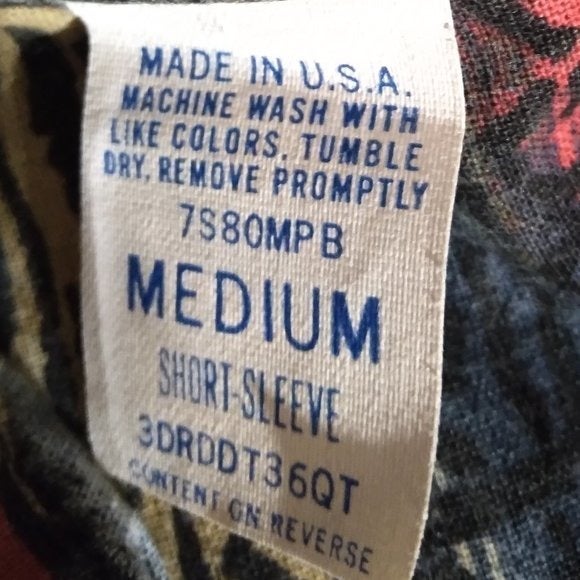 MADE IN U.S.A.
MACHINE WASH WITH
LIKE COLORS. TUMBLE
DRY, REMOVE PROMPTLY
7S80MPB
MEDIUM
SHORT-SLEEVE
3DRDDT36QT
CONTENT ON REVERSE